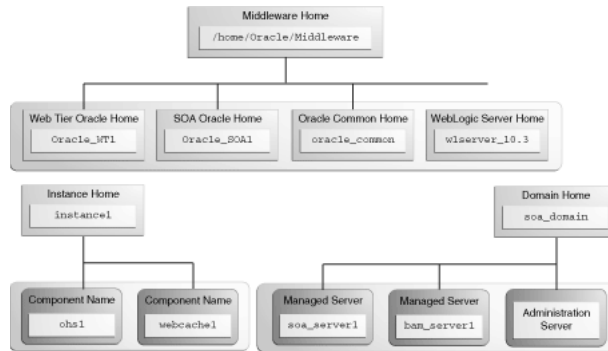 Middleware Home
/home/Oracle/Middleware
Web Tier Oracle Home
Oracle_WT1
SOA Oracle Home
Oracle_SOA1
Oracle Common Home
oracle_common
WebLogic Server Home
wlserver_10.3
Instance Home
instance1
Domain Home
soa_domain
Component Name
ohs1
Component Name
webcache1
Managed Server
soa_server1
Managed Server
bam_server1
Administration
Server